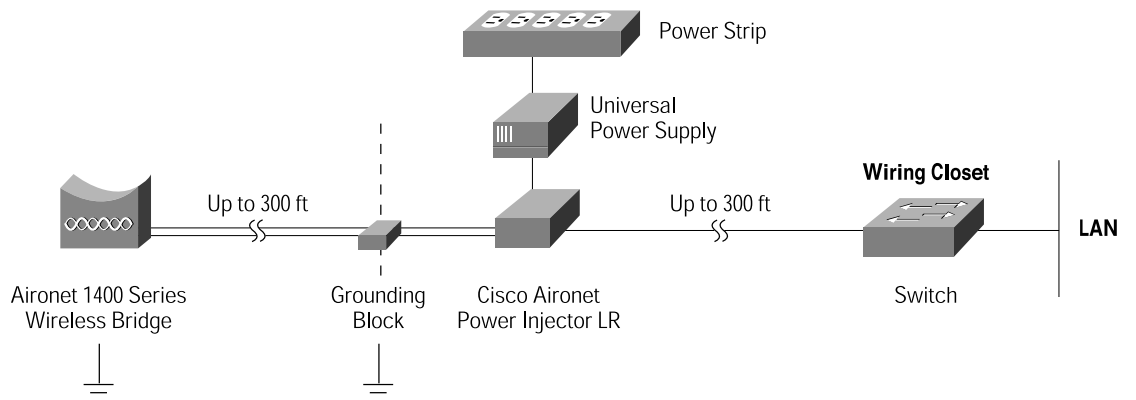 Power Strip
Universal
Power Supply
Wiring Closet
Up to 300 ft
Up to 300 ft
LAN
Aironet 1400 Series
Wireless Bridge
Grounding
Block
Cisco Aironet
Power Injector LR
Switch